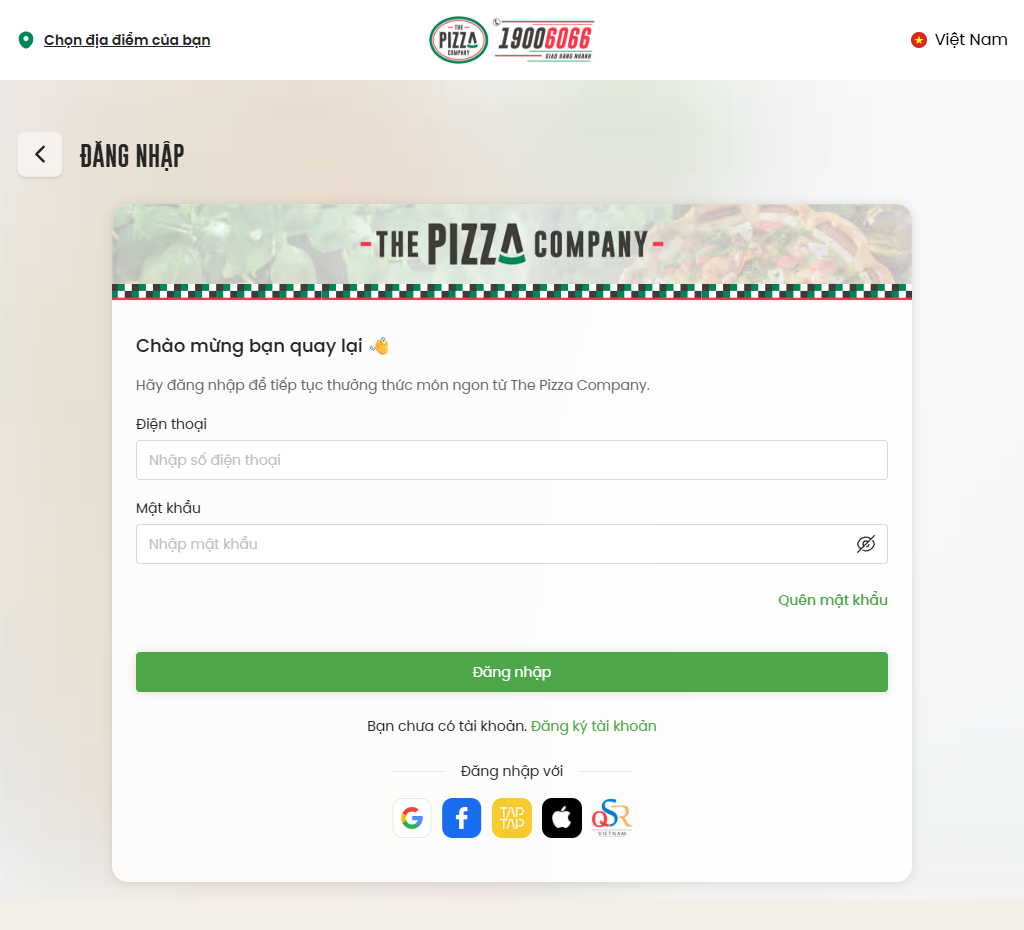 Chọn địa điểm của bạn
THE
PIZZA
COMPANY
19006066
GIAO HÀNG NHANH
Việt Nam
ĐĂNG NHẬP
THE PIZZA COMPANY
Chào mừng bạn quay lại 👋
Hãy đăng nhập để tiếp tục thưởng thức món ngon từ The Pizza Company.
Điện thoại
Nhập số điện thoại
Mật khẩu
Nhập mật khẩu
Quên mật khẩu
Đăng nhập
Bạn chưa có tài khoản. Đăng ký tài khoản
Đăng nhập với
TAP
TAP
QSR
VIETNAM